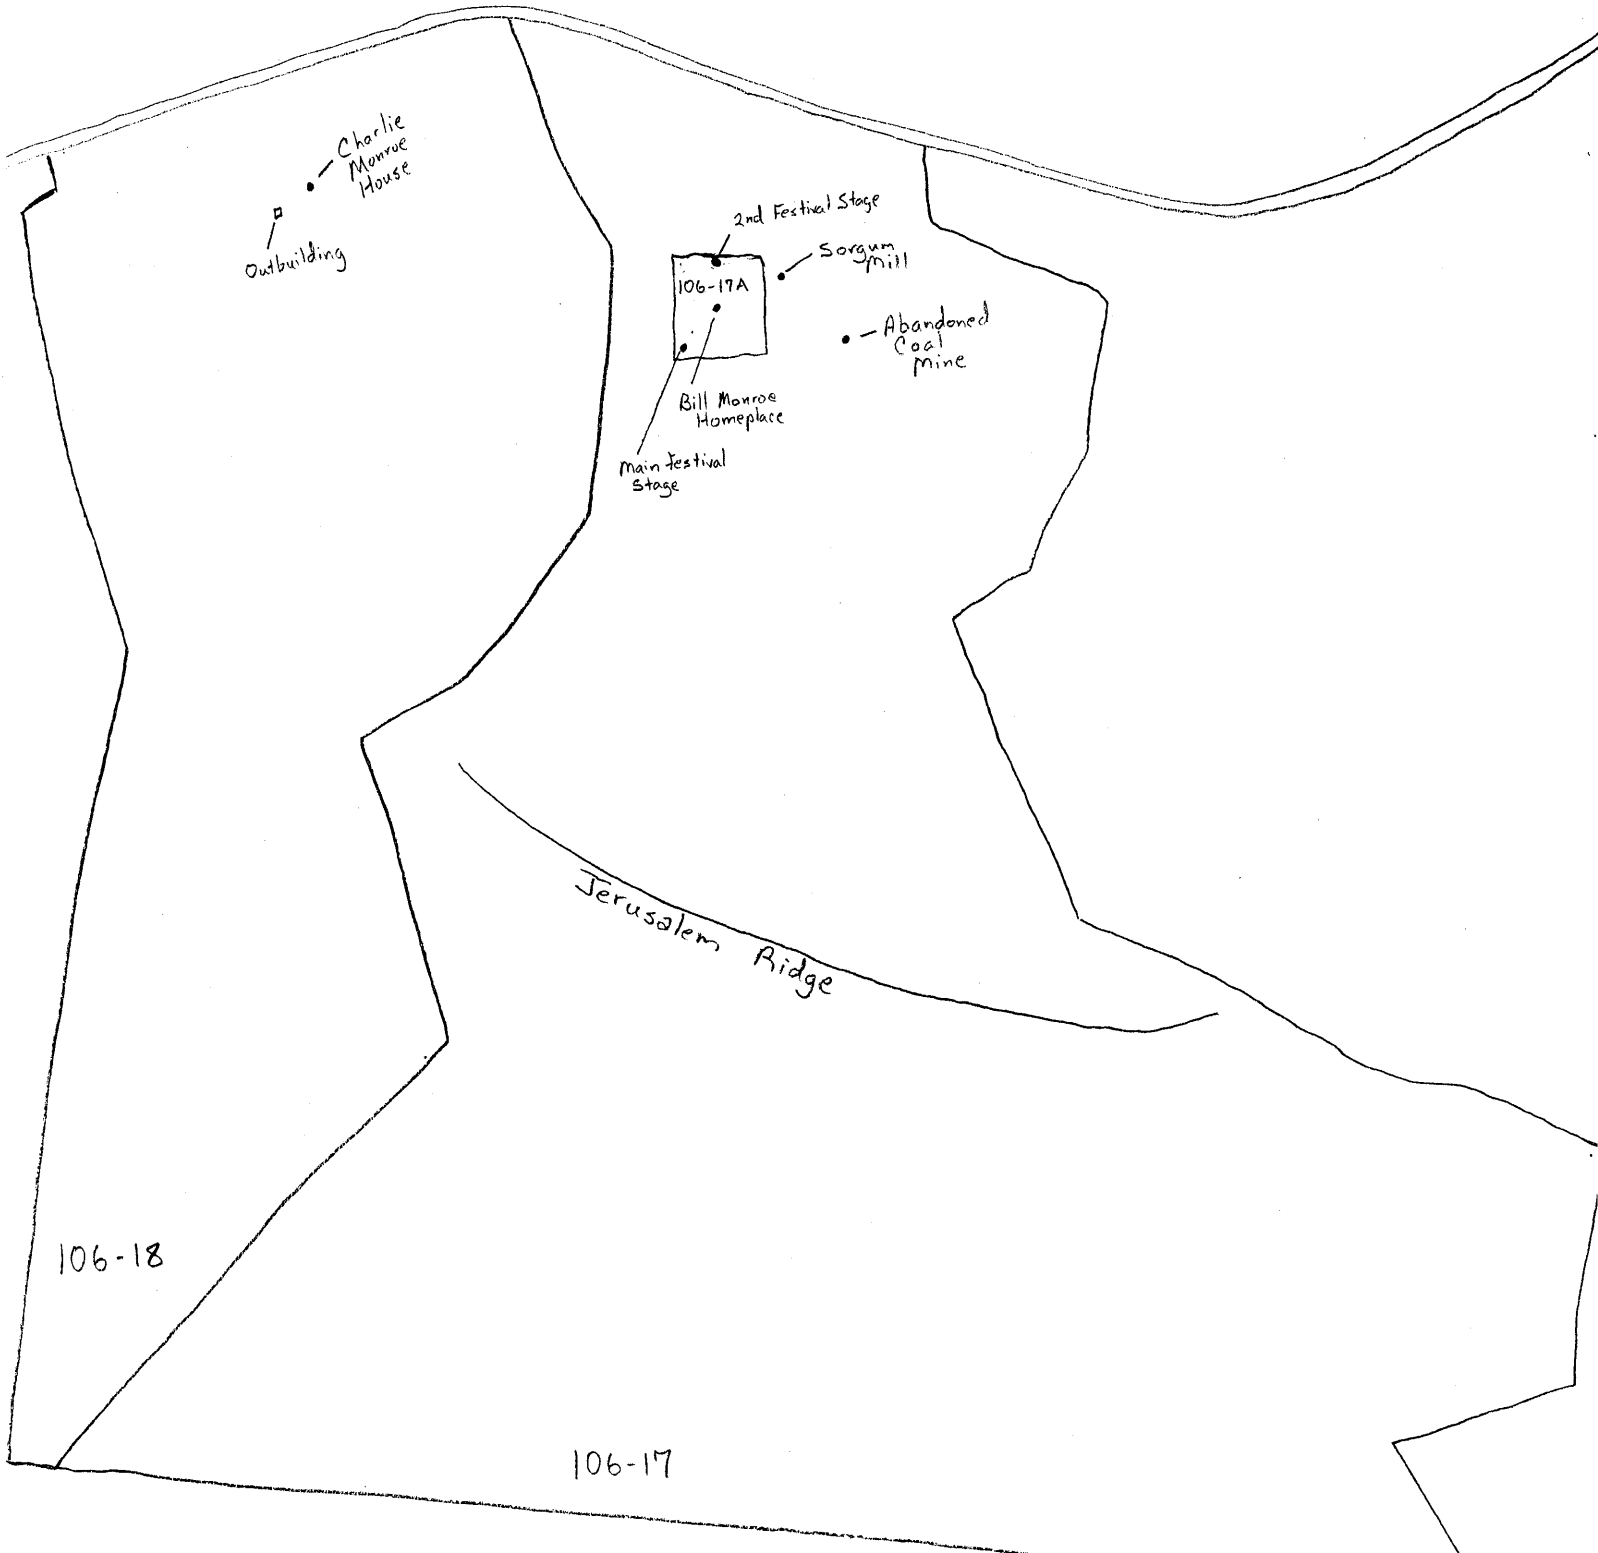 Charlie
Monroe
House
Outbuilding
2nd Festival Stage
Sorgum
Mill
106-17A
Abandoned
Coal
Mine
Bill Monroe
Homeplace
Main Festival
Stage
Jerusalem Ridge
106-18
106-17